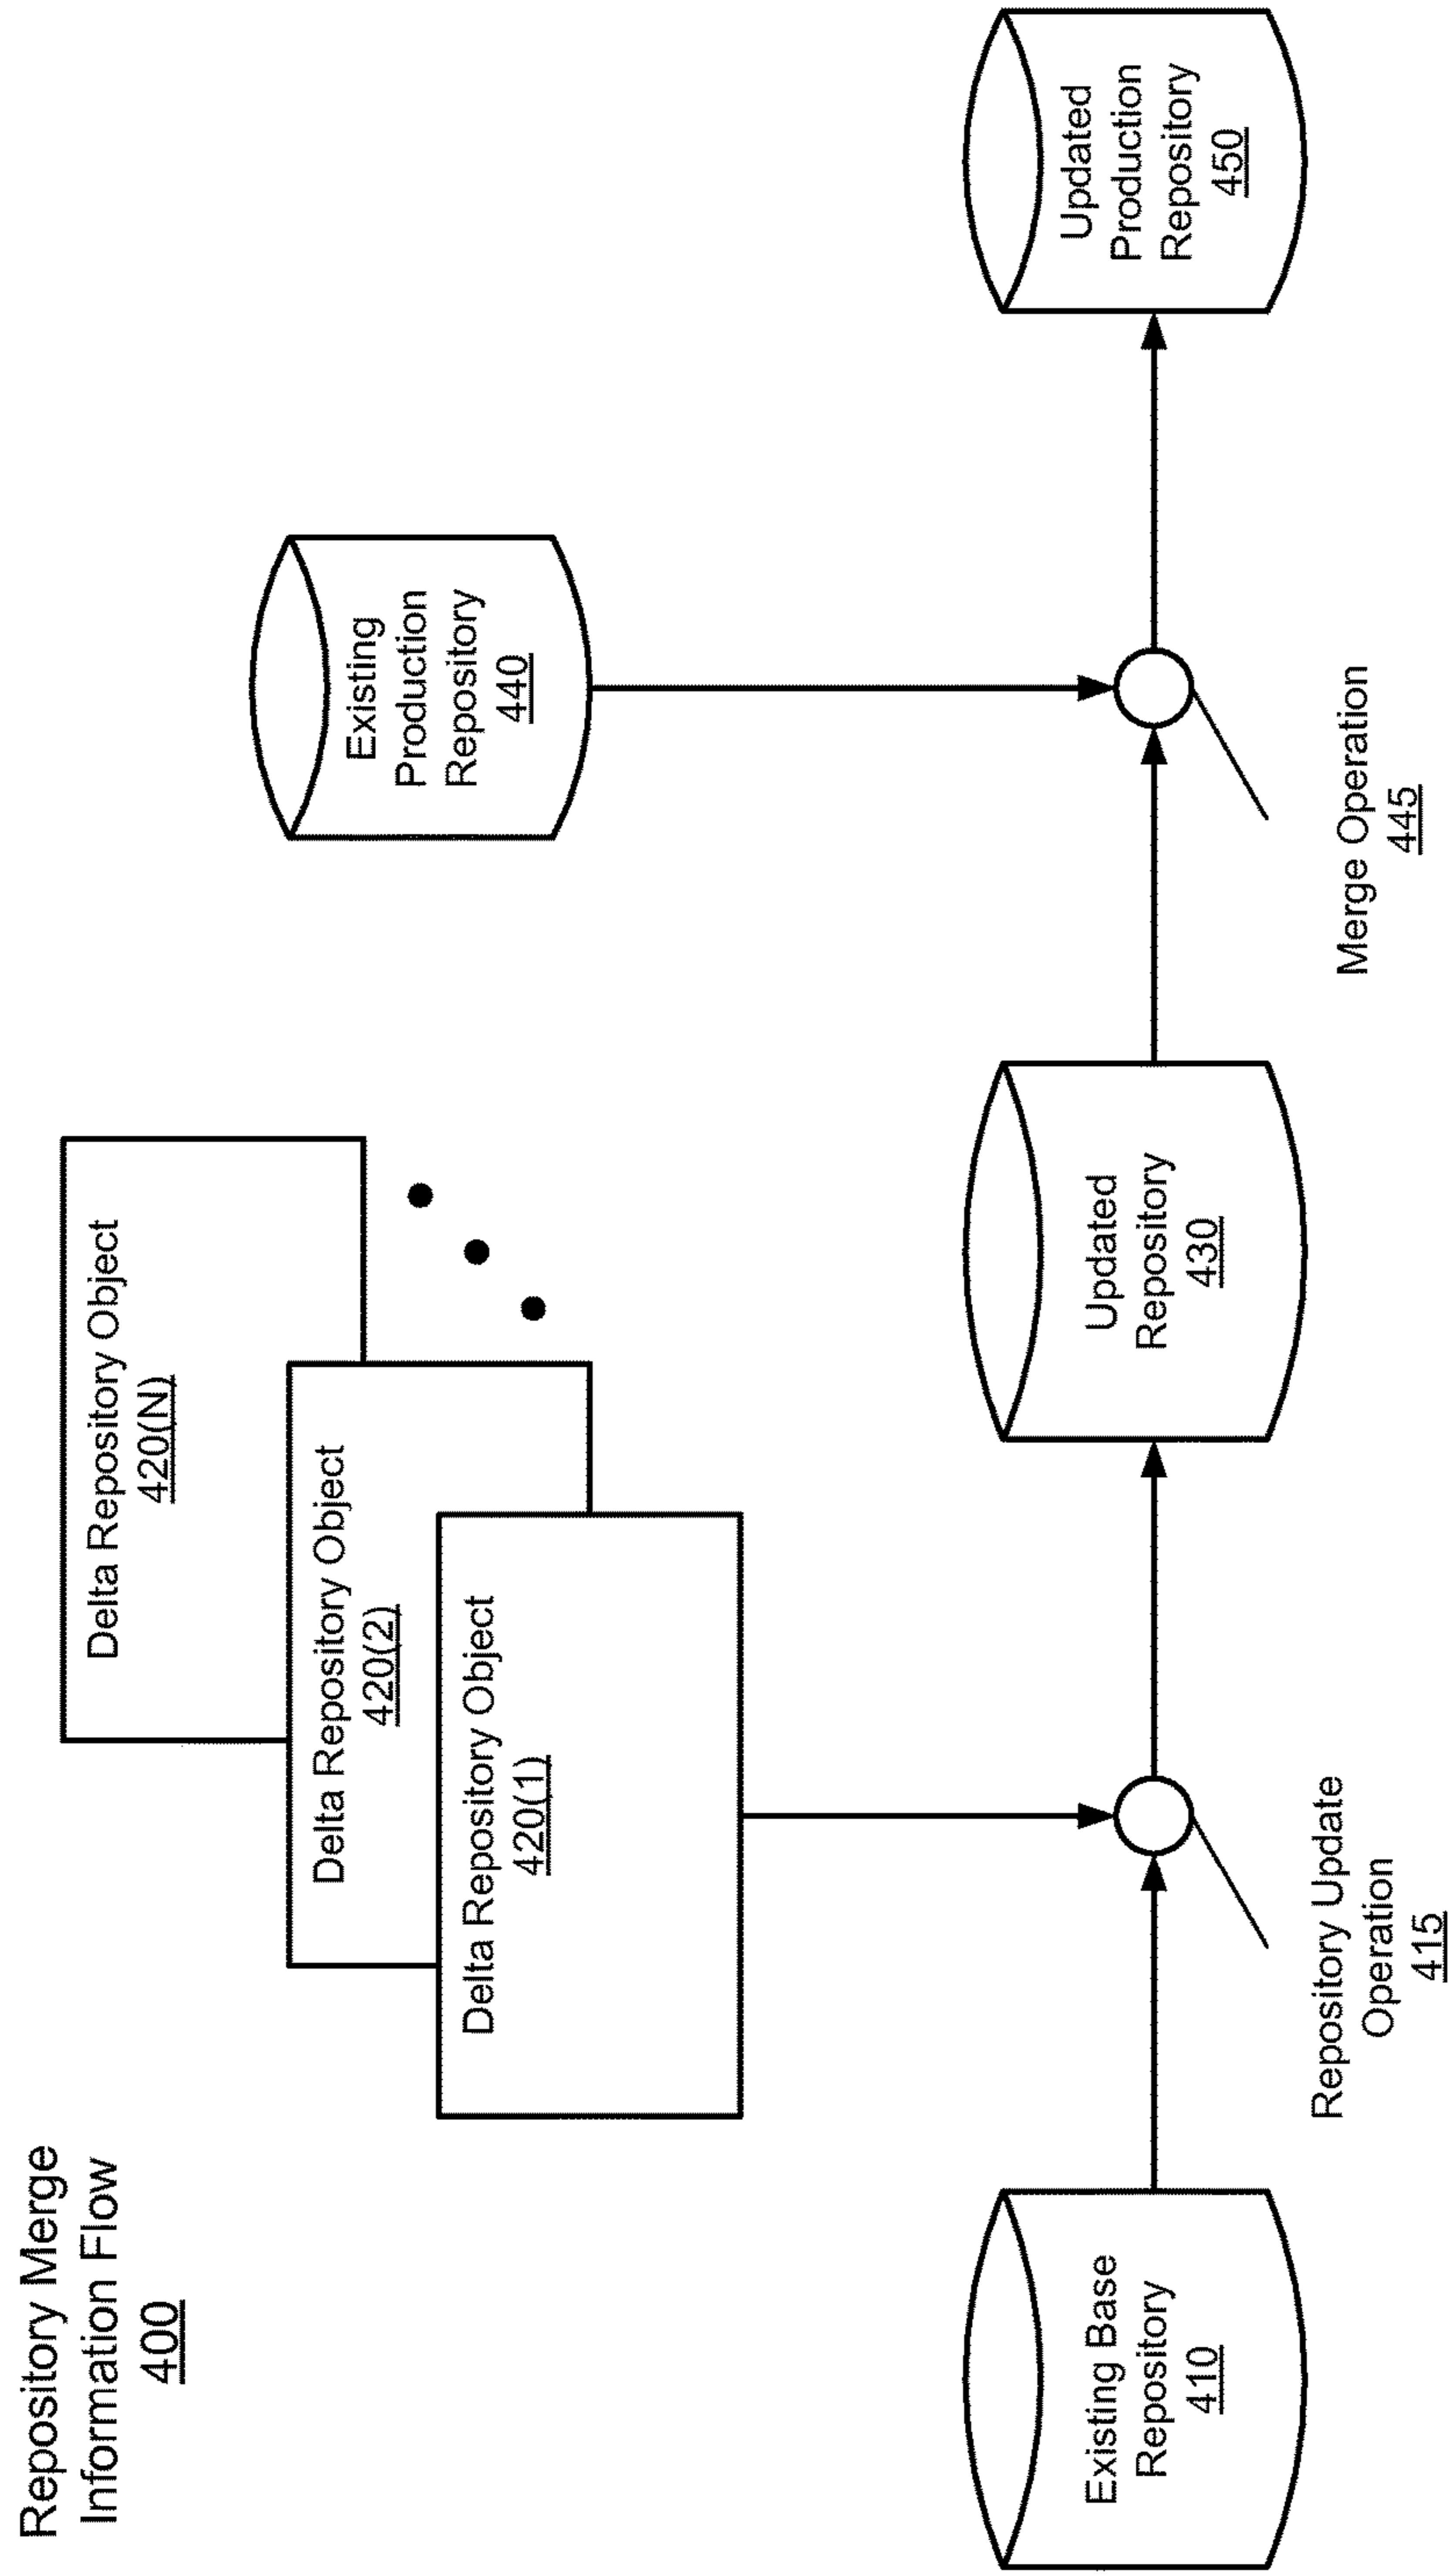 Repository Merge
Information Flow
400
Delta Repository Object
420(N)
Delta Repository Object
420(2)
Delta Repository Object
420(1)
Existing
Production
Repository
440
Existing Base
Repository
410
Repository Update
Operation
415
Updated
Repository
430
Merge Operation
445
Updated
Production
Repository
450